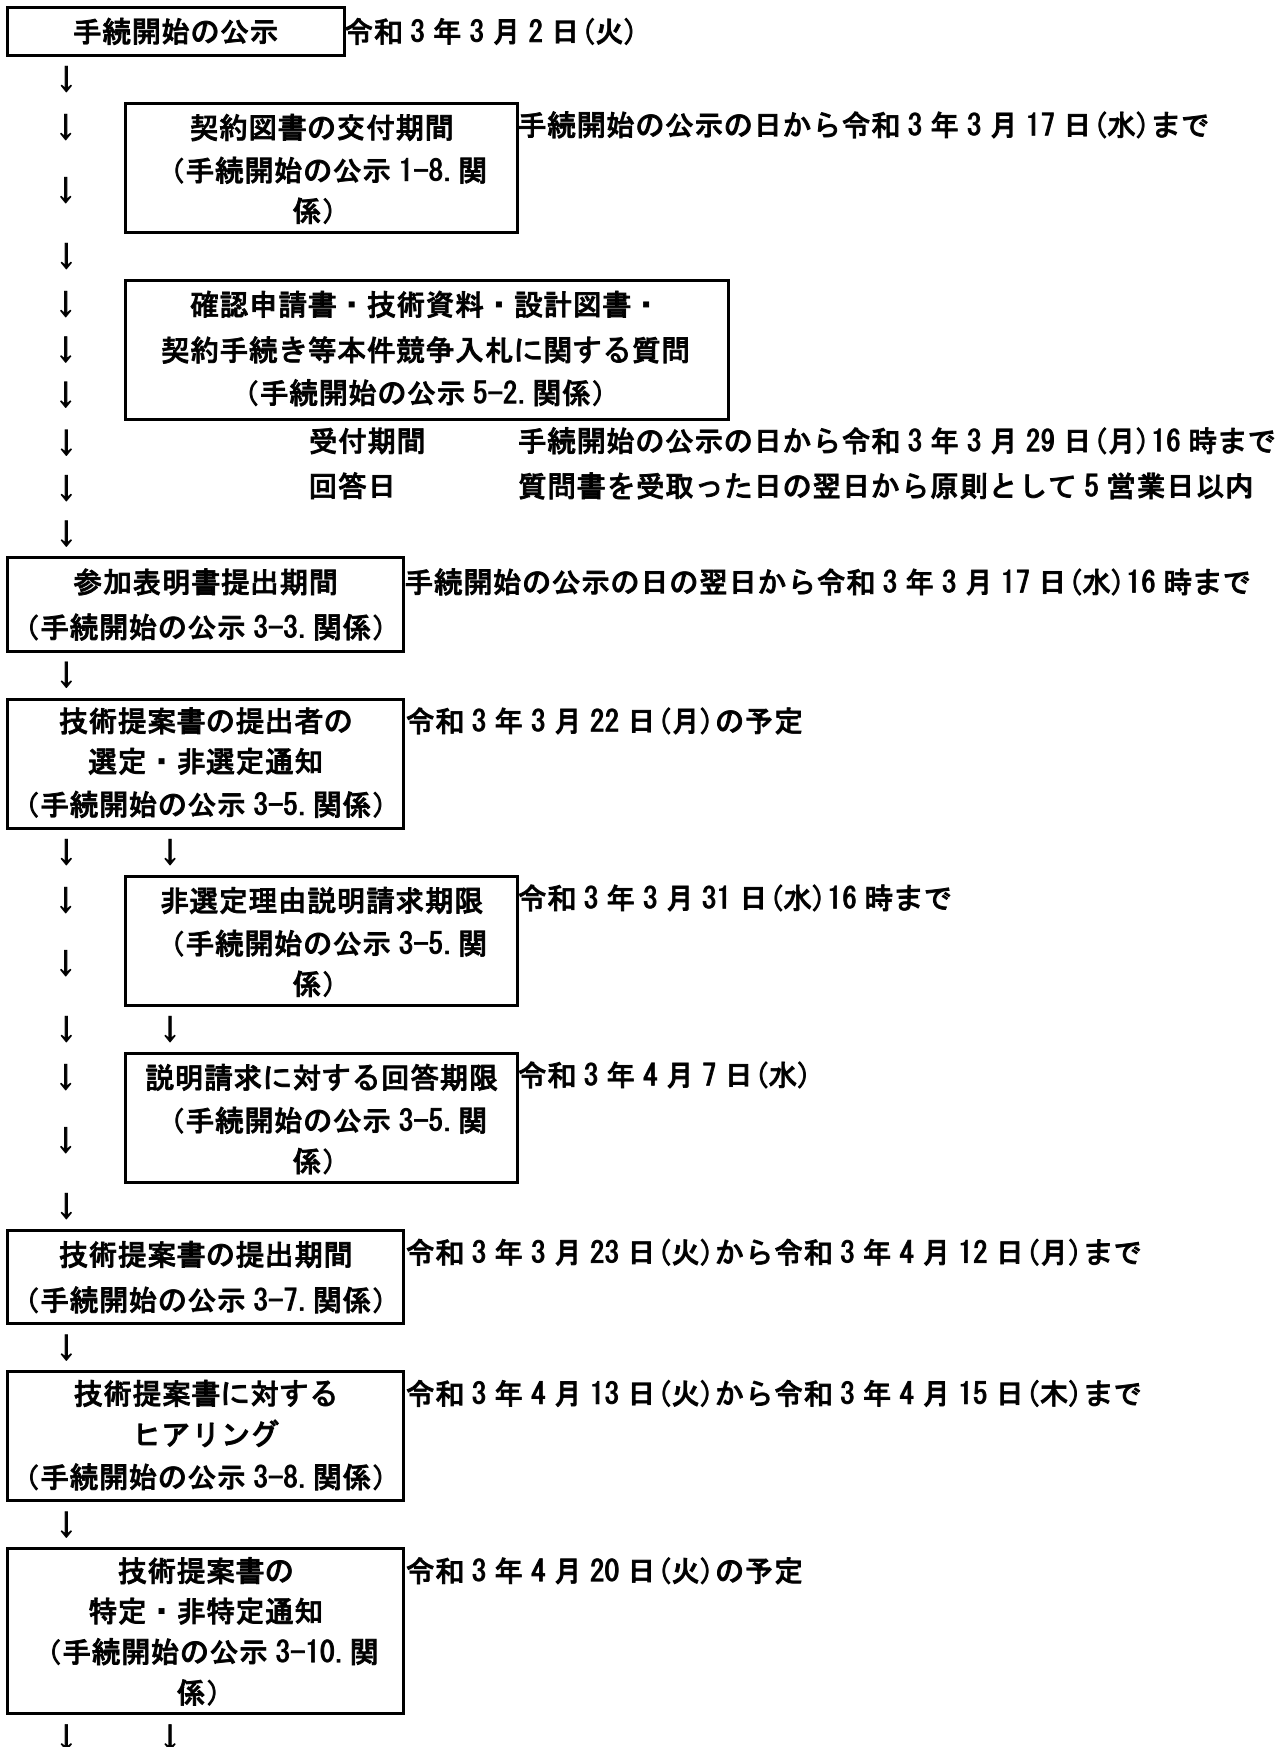 手続開始の公示 令和3年3月2日(火)
↓
↓ 契約図書の交付期間 手続開始の公示の日から令和3年3月17日(水)まで
(手続開始の公示1-8.関
↓
係)
↓
↓ 確認申請書・技術資料・設計図書・
↓ 契約手続き等本件競争入札に関する質問
↓ (手続開始の公示5-2.関係)
↓ 受付期間 手続開始の公示の日から令和3年3月29日(月)16時まで
↓ 回答日 質問書を受取った日の翌日から原則として5営業日以内
↓
参加表明書提出期間 手続開始の公示の日の翌日から令和3年3月17日(水)16時まで
(手続開始の公示3-3.関係)
↓
技術提案書の提出者の 令和3年3月22日(月)の予定
選定・非選定通知
(手続開始の公示3-5.関係)
↓ ↓
↓ 非選定理由説明請求期限 令和3年3月31日(水)16時まで
(手続開始の公示3-5.関
↓
係)
↓ ↓
↓ 説明請求に対する回答期限 令和3年4月7日(水)
(手続開始の公示3-5.関
↓
係)
↓
技術提案書の提出期間 令和3年3月23日(火)から令和3年4月12日(月)まで
(手続開始の公示3-7.関係)
↓
技術提案書に対する 令和3年4月13日(火)から令和3年4月15日(木)まで
ヒアリング
(手続開始の公示3-8.関係)
↓
技術提案書の 令和3年4月20日(火)の予定
特定・非特定通知
(手続開始の公示3-10.関
係)
↓ ↓